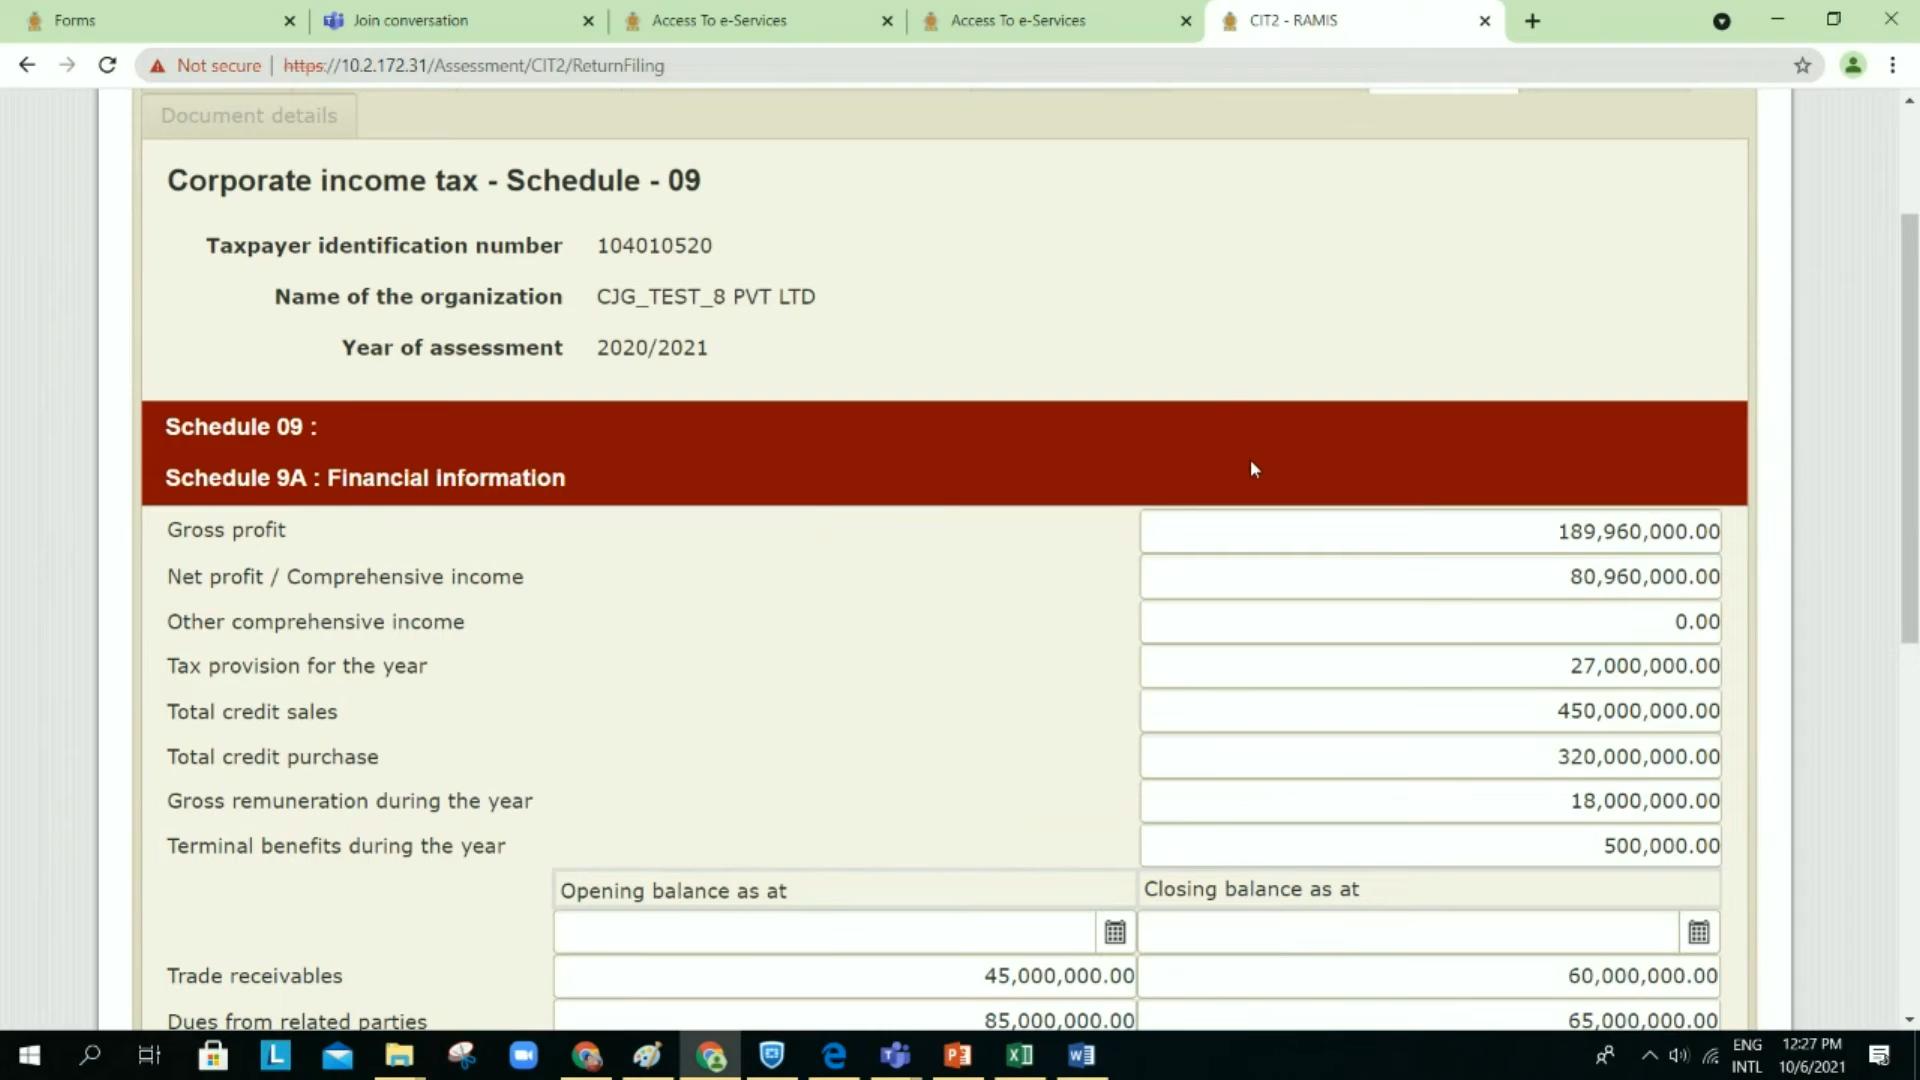 Forms
Join conversation
Access To e-Services
Access To e-Services
CIT2 - RAMIS
Not secure | https://10.2.172.31/Assessment/CIT2/ReturnFiling
Document details
Corporate income tax - Schedule - 09
Taxpayer identification number 104010520
Name of the organization CJG_TEST_8 PVT LTD
Year of assessment 2020/2021
Schedule 09 :
Schedule 9A : Financial information
Gross profit 189,960,000.00
Net profit / Comprehensive income 80,960,000.00
Other comprehensive income 0.00
Tax provision for the year 27,000,000.00
Total credit sales 450,000,000.00
Total credit purchase 320,000,000.00
Gross remuneration during the year 18,000,000.00
Terminal benefits during the year 500,000.00
Opening balance as at Closing balance as at
Trade receivables 45,000,000.00 60,000,000.00
Dues from related parties 85,000,000.00 65,000,000.00
ENG 12:27 PM
INTL 10/6/2021